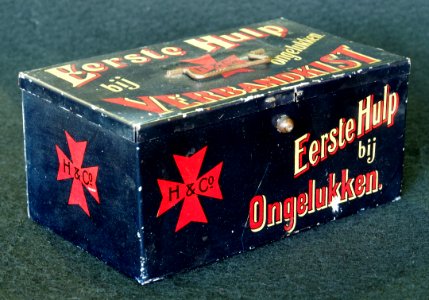 Eerste Hulp
bij ongelukken
VERBANDKIST
H & Co
H & Co
Eerste Hulp
bij
Ongelukken.